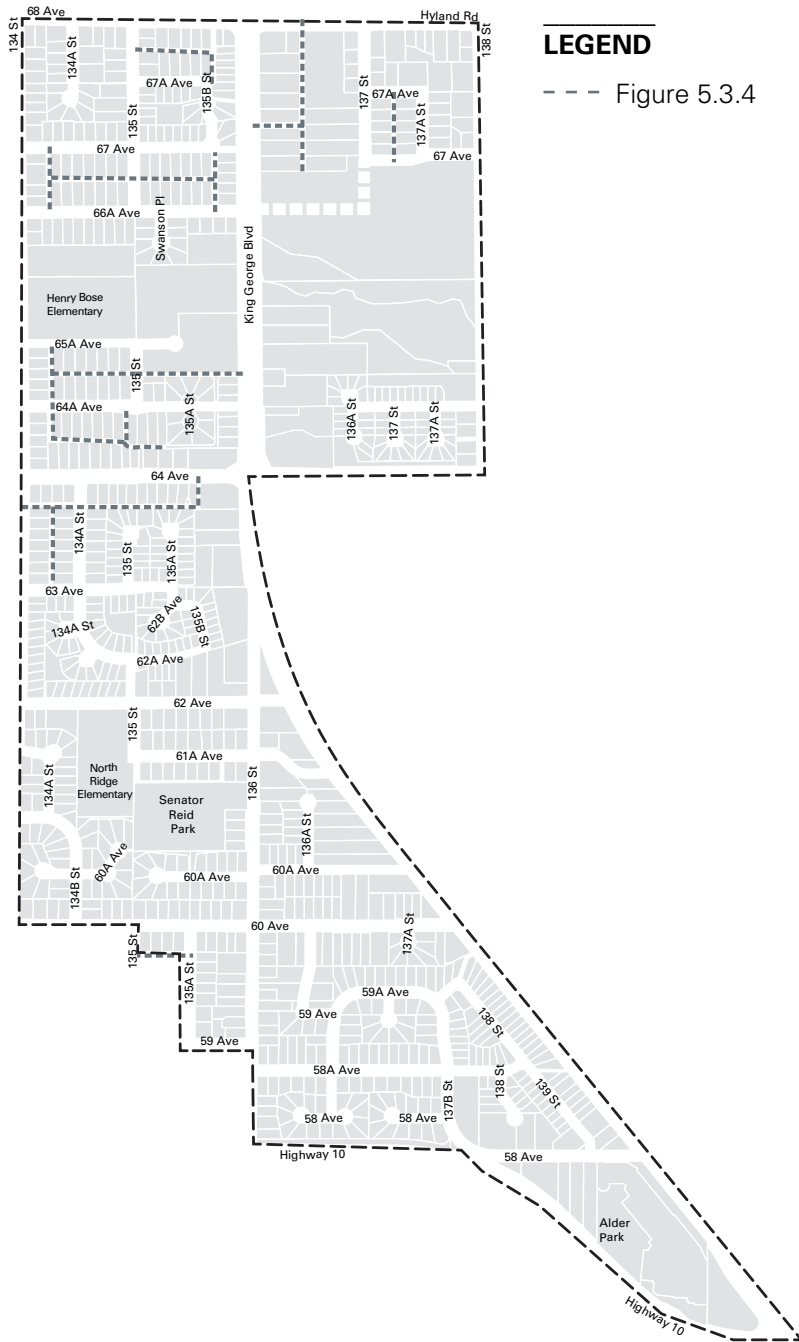 68 Ave
Hyland Rd
134 St
138 St
134A St
67A Ave
135B St
135 St
137 St
67A Ave
137A St
67 Ave
67 Ave
66A Ave
Swanson Pl
King George Blvd
Henry Bose
Elementary
65A Ave
135 St
64A Ave
135A St
136A St
137 St
137A St
64 Ave
134A St
135 St
135A St
63 Ave
134A St
62B Ave
135B St
62A Ave
62 Ave
135 St
61A Ave
134A St
North
Ridge
Elementary
136 St
Senator
Reid
Park
136A St
60A Ave
134B St
60A Ave
60A Ave
60 Ave
137A St
135 St
135A St
59A Ave
59 Ave
138 St
59 Ave
58A Ave
138 St
139 St
137B St
58 Ave
58 Ave
Highway 10
58 Ave
Alder
Park
Highway 10
LEGEND
Figure 5.3.4